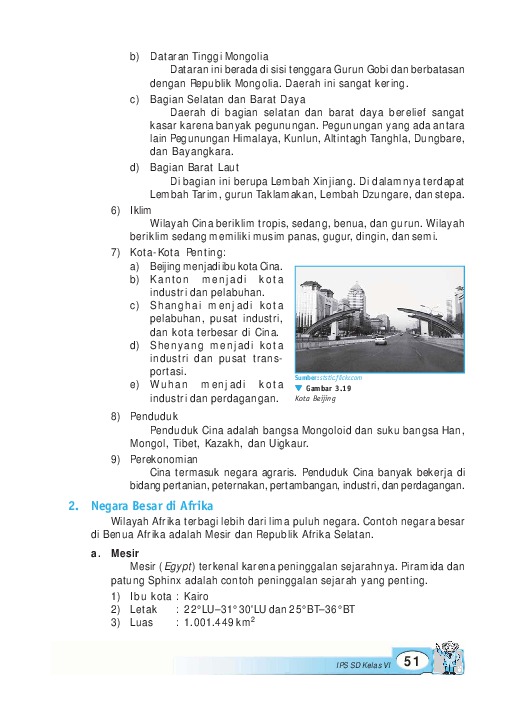 b) Dataran Tinggi Mongolia
Dataran ini berada di sisi tenggara Gurun Gobi dan berbatasan
dengan Republik Mongolia. Daerah ini sangat kering.
c) Bagian Selatan dan Barat Daya
Daerah di bagian selatan dan barat daya berelief sangat
kasar karena banyak pegunungan. Pegunungan yang ada antara
lain Pegunungan Himalaya, Kunlun, Altintagh Tanghla, Dungbare,
dan Bayangkara.
d) Bagian Barat Laut
Di bagian ini berupa Lembah Xinjiang. Di dalamnya terdapat
Lembah Tarim, gurun Taklamakan, Lembah Dzungare, dan stepa.
6) Iklim
Wilayah Cina beriklim tropis, sedang, benua, dan gurun. Wilayah
beriklim sedang memiliki musim panas, gugur, dingin, dan semi.
7) Kota-Kota Penting:
a) Beijing menjadi ibu kota Cina.
b) Kanton menjadi kota
industri dan pelabuhan.
c) Shanghai menjadi kota
pelabuhan, pusat industri,
dan kota terbesar di Cina.
d) Shenyang menjadi kota
industri dan pusat trans-
portasi.
e) Wuhan menjadi kota
industri dan perdagangan.
Sumber: static.flickr.com
Gambar 3.19
Kota Beijing
8) Penduduk
Penduduk Cina adalah bangsa Mongoloid dan suku bangsa Han,
Mongol, Tibet, Kazakh, dan Uigkaur.
9) Perekonomian
Cina termasuk negara agraris. Penduduk Cina banyak bekerja di
bidang pertanian, peternakan, pertambangan, industri, dan perdagangan.
2. Negara Besar di Afrika
Wilayah Afrika terbagi lebih dari lima puluh negara. Contoh negara besar
di Benua Afrika adalah Mesir dan Republik Afrika Selatan.
a. Mesir
Mesir (Egypt) terkenal karena peninggalan sejarahnya. Piramida dan
patung Sphinx adalah contoh peninggalan sejarah yang penting.
1) Ibu kota : Kairo
2) Letak : 22°LU–31°30'LU dan 25°BT–36°BT
3) Luas : 1.001.449 km²
IPS SD Kelas VI 51